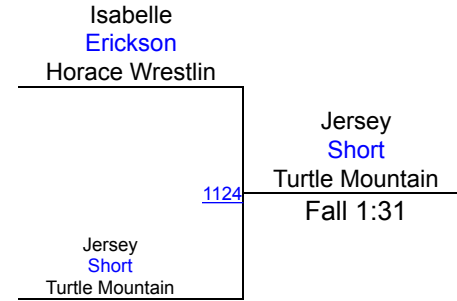 Isabelle
Erickson
Horace Wrestlin
Jersey
Short
Turtle Mountain
1124
Fall 1:31
Jersey
Short
Turtle Mountain